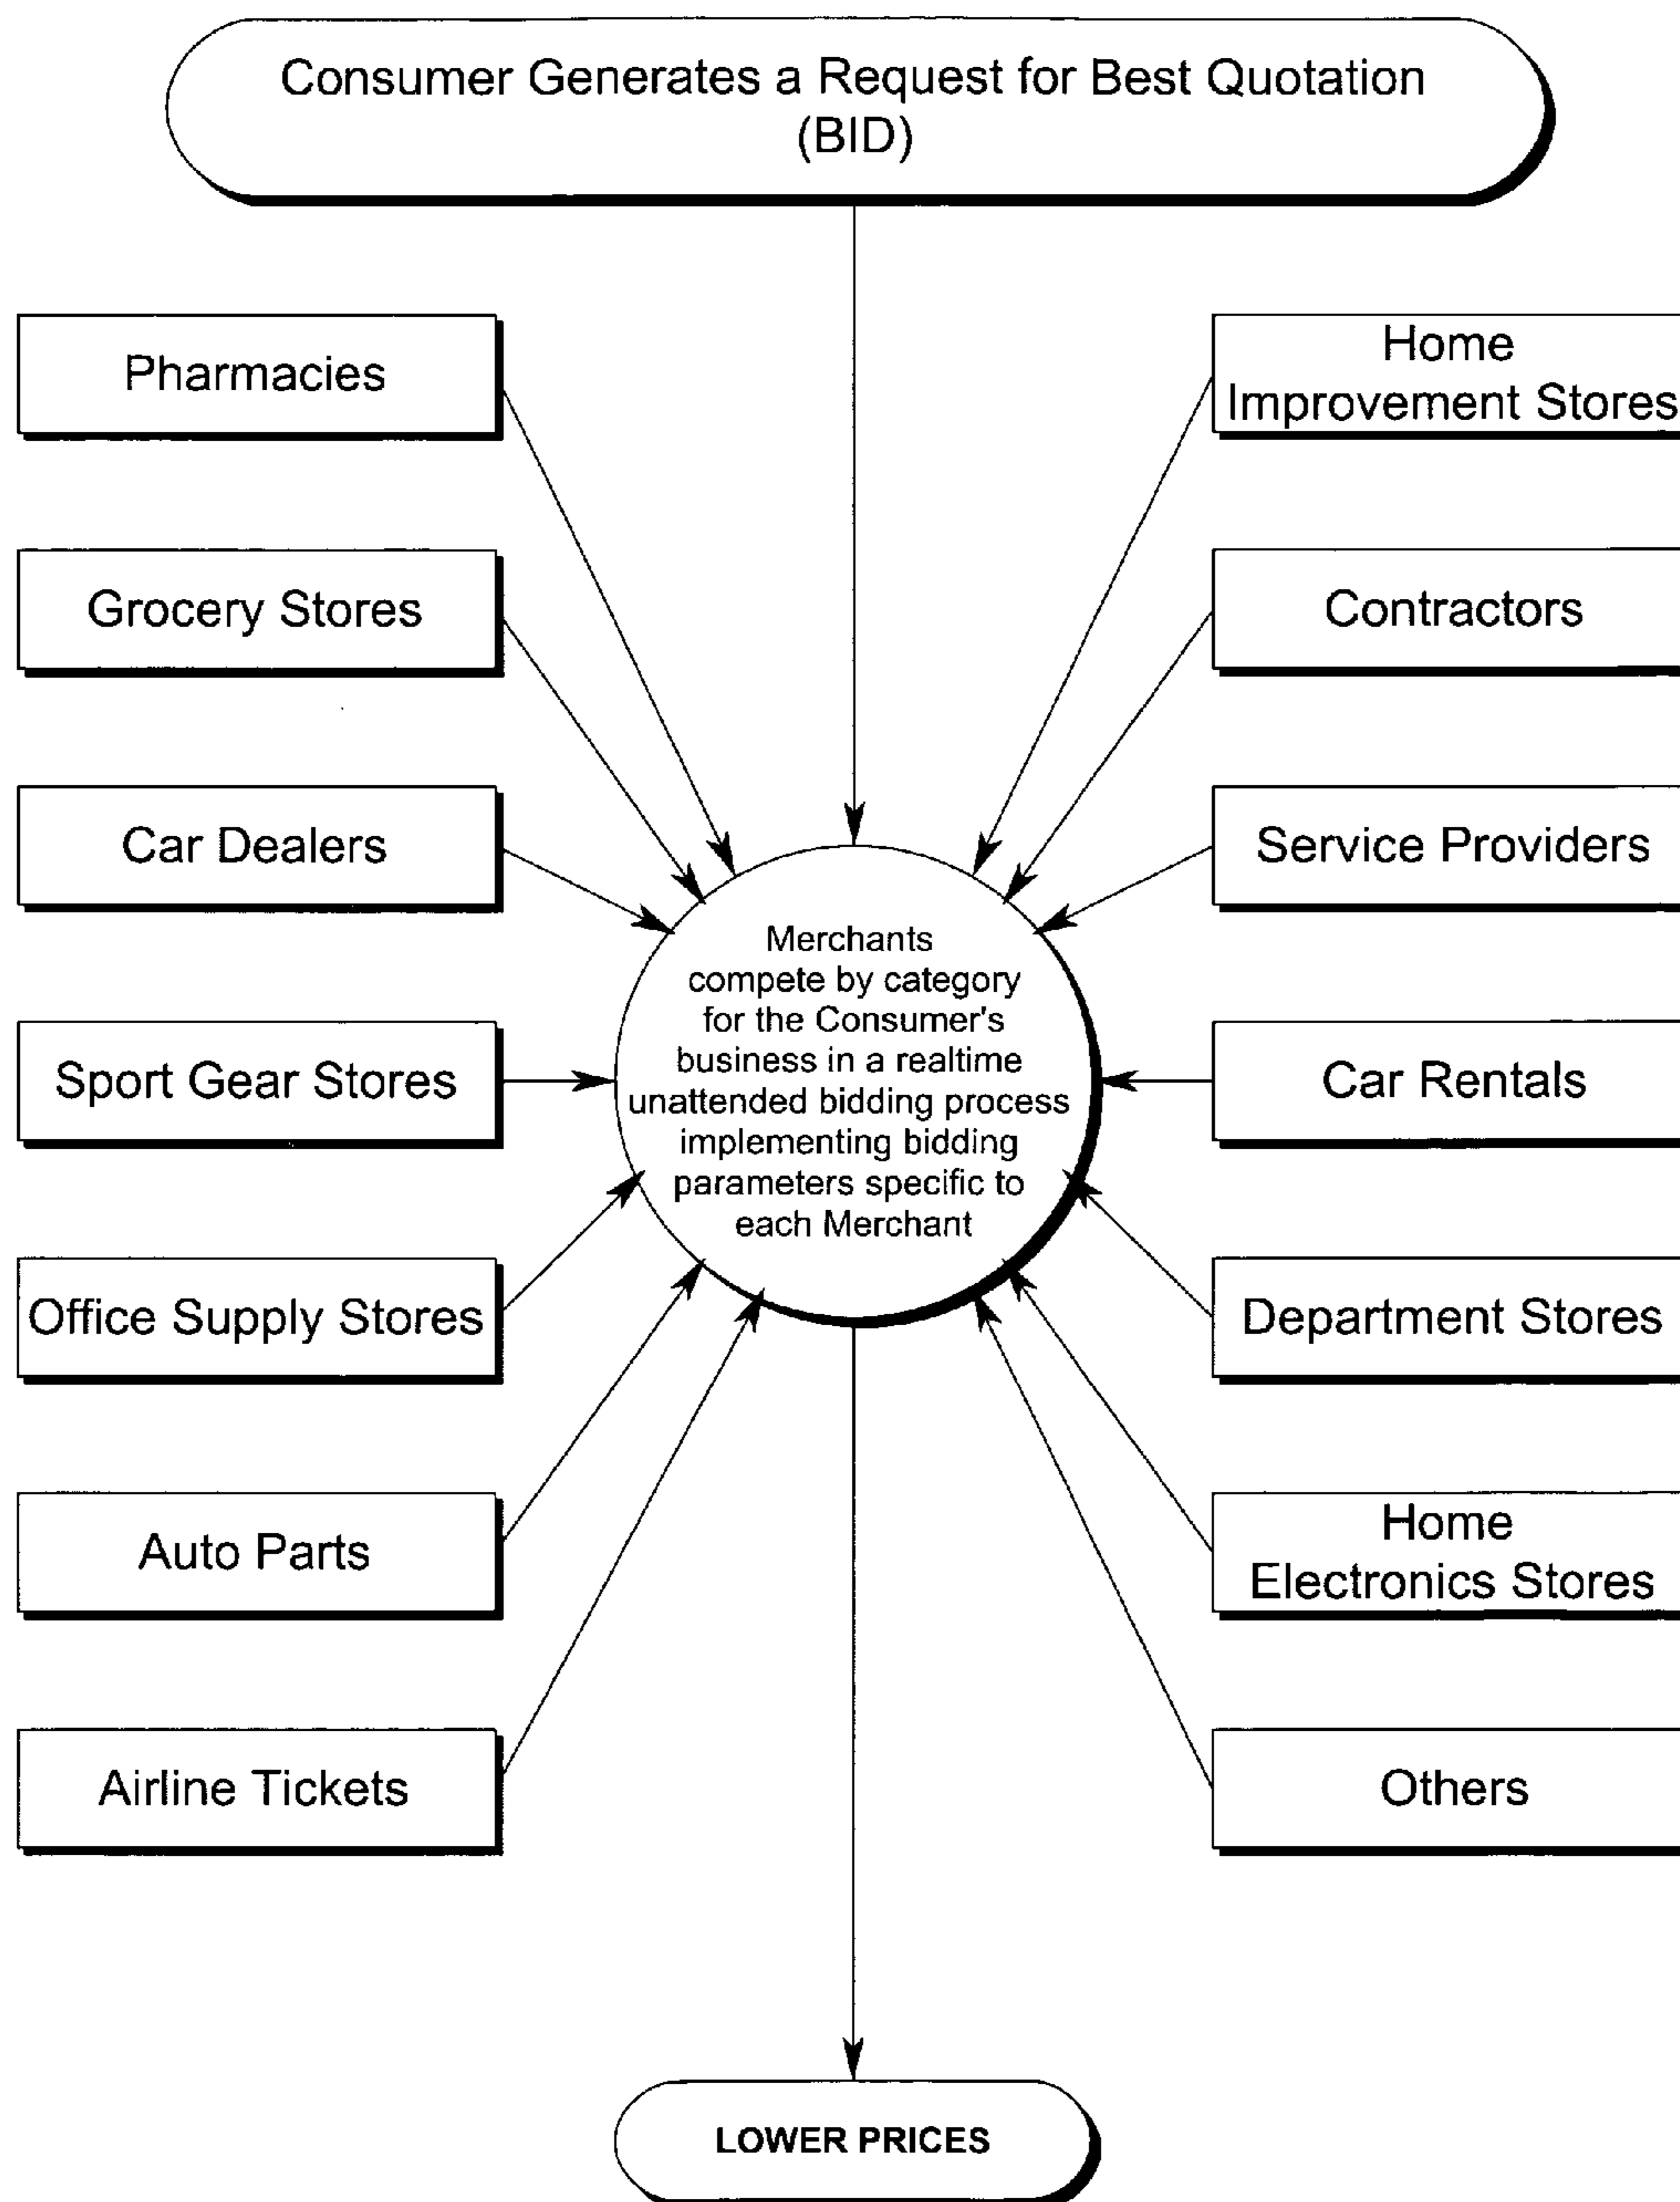 Consumer Generates a Request for Best Quotation
(BID)
Pharmacies
Grocery Stores
Car Dealers
Sport Gear Stores
Office Supply Stores
Auto Parts
Airline Tickets
Merchants
compete by category
for the Consumer's
business in a realtime
unattended bidding process
implementing bidding
parameters specific to
each Merchant
Home
Improvement Stores
Contractors
Service Providers
Car Rentals
Department Stores
Home
Electronics Stores
Others
LOWER PRICES